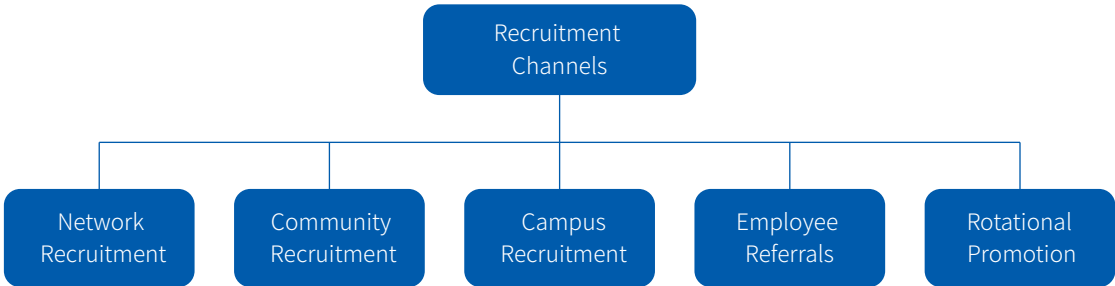 Recruitment
Channels
Network
Recruitment
Community
Recruitment
Campus
Recruitment
Employee
Referrals
Rotational
Promotion